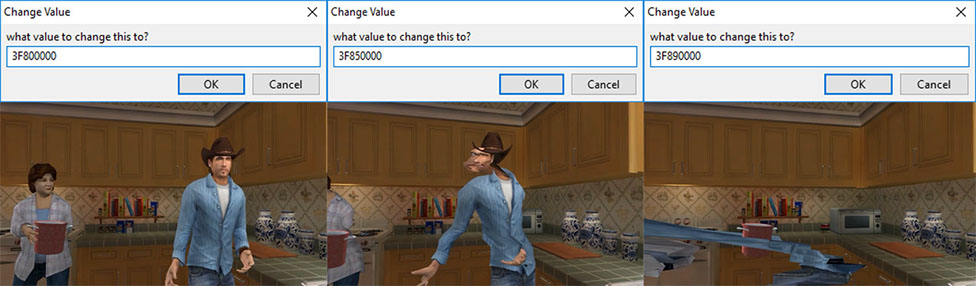 Change Value
what value to change this to?
3F800000
OK Cancel
Change Value
what value to change this to?
3F850000
OK Cancel
Change Value
what value to change this to?
3F890000
OK Cancel